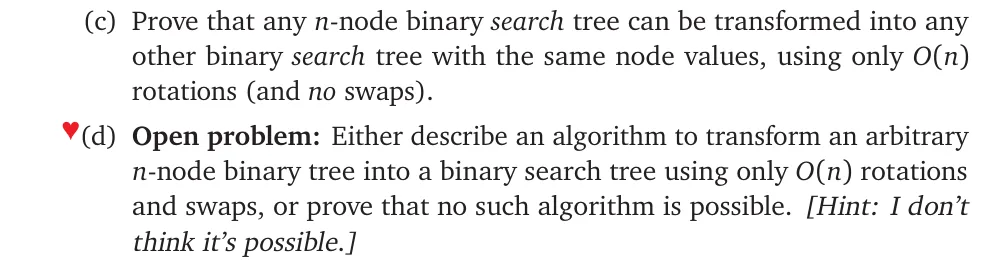 (c) Prove that any n-node binary search tree can be transformed into any
other binary search tree with the same node values, using only O(n)
rotations (and no swaps).
♥(d) Open problem: Either describe an algorithm to transform an arbitrary
n-node binary tree into a binary search tree using only O(n) rotations
and swaps, or prove that no such algorithm is possible. [Hint: I don't
think it's possible.]